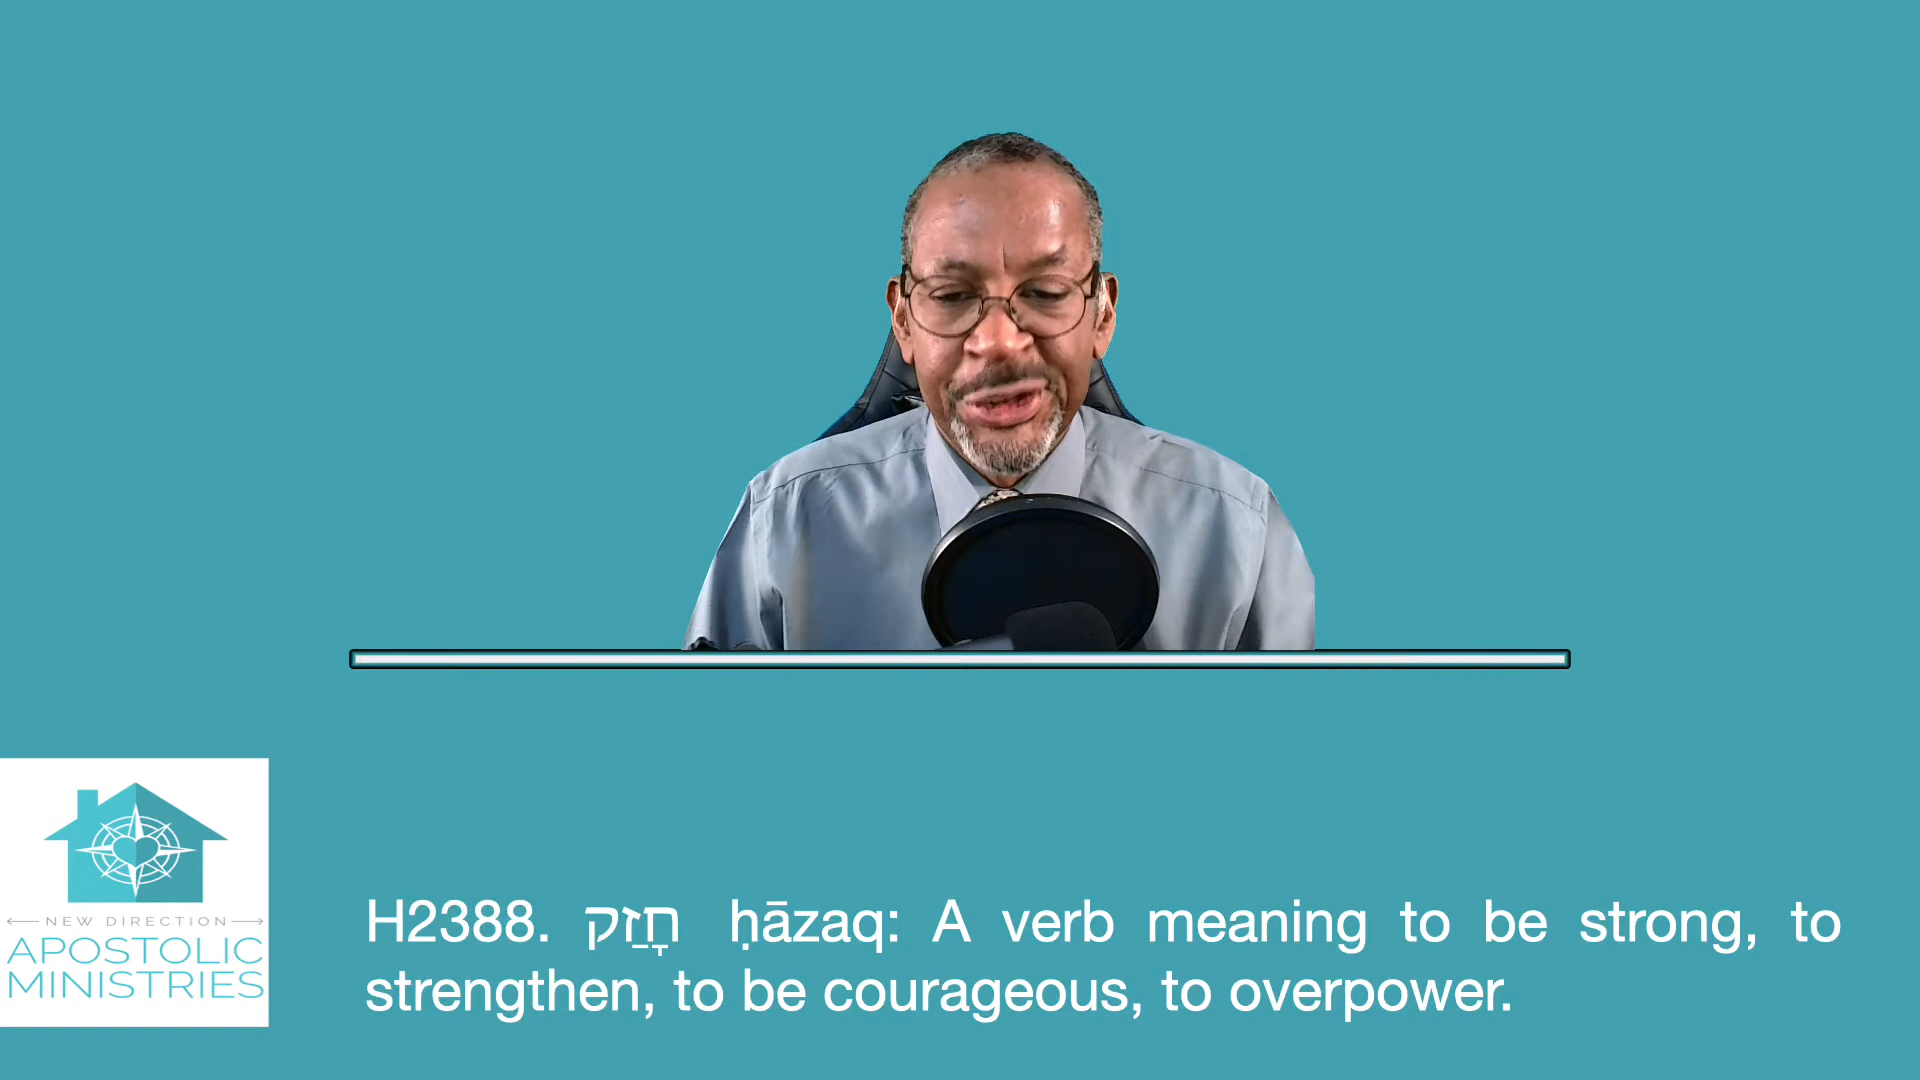 NEW DIRECTION
APOSTOLIC
MINISTRIES
H2388. חָזַק ḥāzaq: A verb meaning to be strong, to
strengthen, to be courageous, to overpower.